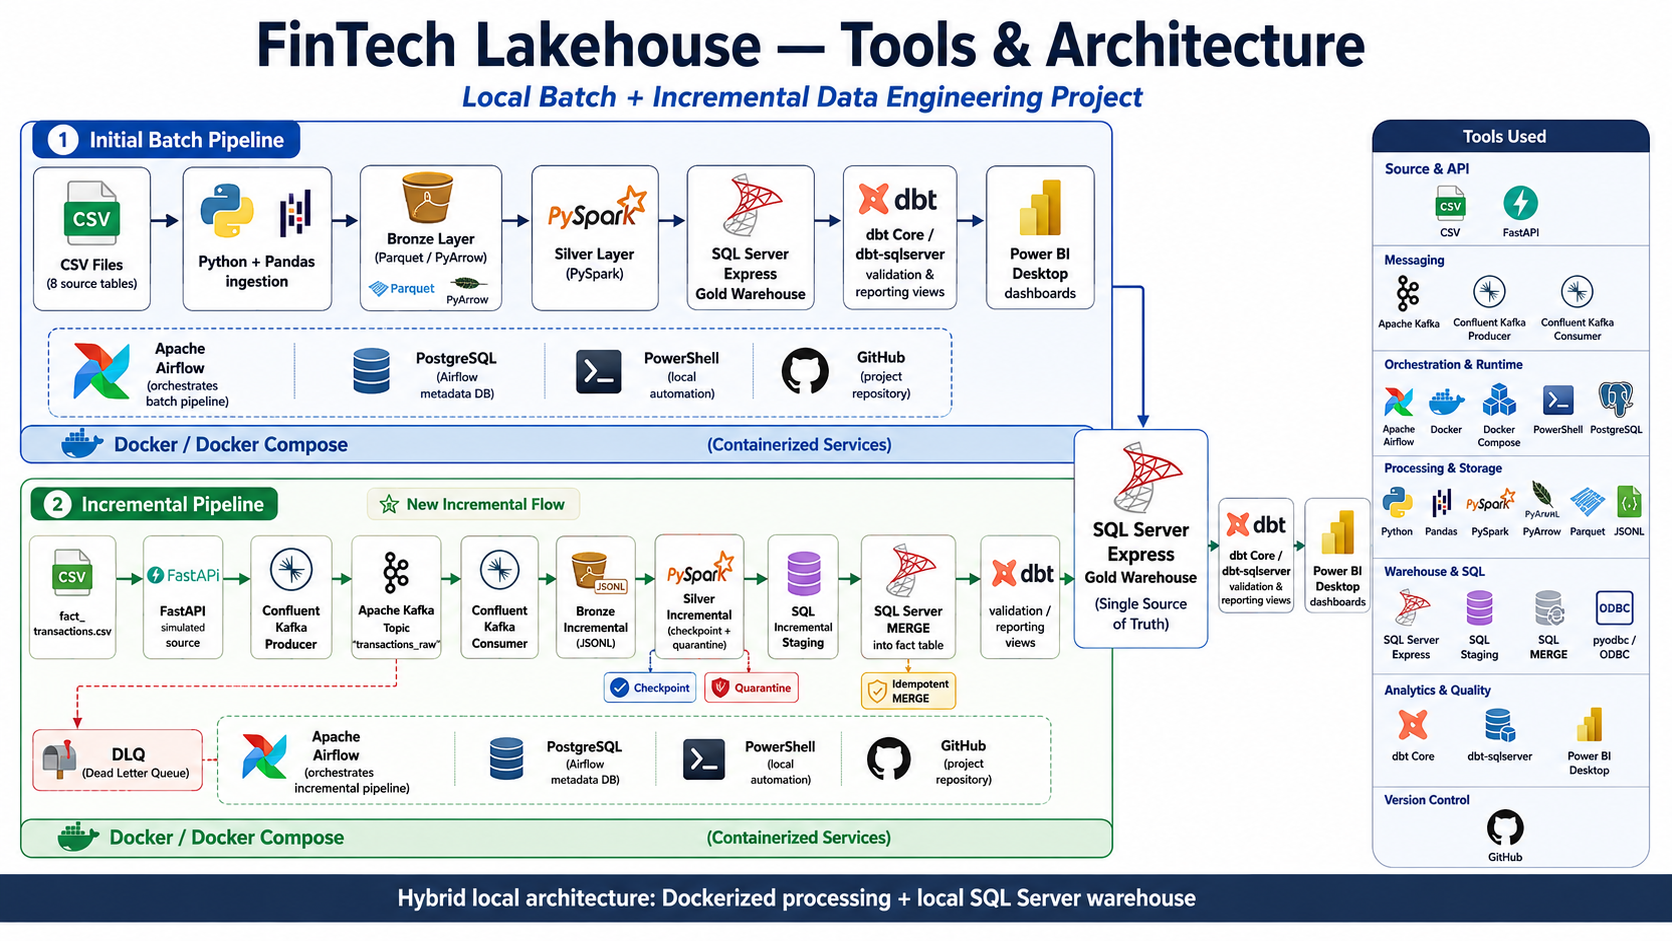 FinTech Lakehouse — Tools & Architecture
Local Batch + Incremental Data Engineering Project
1 Initial Batch Pipeline
CSV
CSV Files
(8 source tables)
Python + Pandas
ingestion
Bronze Layer
(Parquet / PyArrow)
Parquet
PyArrow
PySpark
Silver Layer
(PySpark)
SQL Server
Express
Gold Warehouse
dbt
dbt Core /
dbt-sqlserver
validation &
reporting views
Power BI
Desktop
dashboards
Apache
Airflow
(orchestrates
batch pipeline)
PostgreSQL
(Airflow
metadata DB)
PowerShell
(local
automation)
GitHub
(project
repository)
Docker / Docker Compose
(Containerized Services)
2 Incremental Pipeline
New Incremental Flow
CSV
fact_
transactions.csv
FastAPI
FastAPI
simulated
source
Confluent
Kafka
Producer
Apache Kafka
Topic
"transactions_raw"
Confluent
Kafka
Consumer
JSONL
Bronze
Incremental
(JSONL)
PySpark
Silver
Incremental
(checkpoint +
quarantine)
SQL
Incremental
Staging
SQL Server
MERGE
into fact table
dbt
validation /
reporting
views
Checkpoint
Quarantine
Idempotent
MERGE
DLQ
(Dead Letter Queue)
Apache
Airflow
(orchestrates
incremental pipeline)
PostgreSQL
(Airflow
metadata DB)
PowerShell
(local
automation)
GitHub
(project
repository)
Docker / Docker Compose
(Containerized Services)
SQL Server
Express
Gold Warehouse
(Single Source
of Truth)
dbt
dbt Core /
dbt-sqlserver
validation &
reporting views
Power BI
Desktop
dashboards
Tools Used
Source & API
CSV
CSV
FastAPI
Messaging
Apache Kafka
Confluent Kafka
Producer
Confluent Kafka
Consumer
Orchestration & Runtime
Apache
Airflow
Docker
Docker
Compose
PowerShell
PostgreSQL
Processing & Storage
PySpark
Python
Pandas
PySpark
PyArrow
Parquet
JSONL
Warehouse & SQL
ODBC
SQL Server
Express
SQL
Staging
SQL
MERGE
pyodbc /
ODBC
Analytics & Quality
dbt Core
dbt-sqlserver
Power BI
Desktop
Version Control
GitHub
Hybrid local architecture: Dockerized processing + local SQL Server warehouse